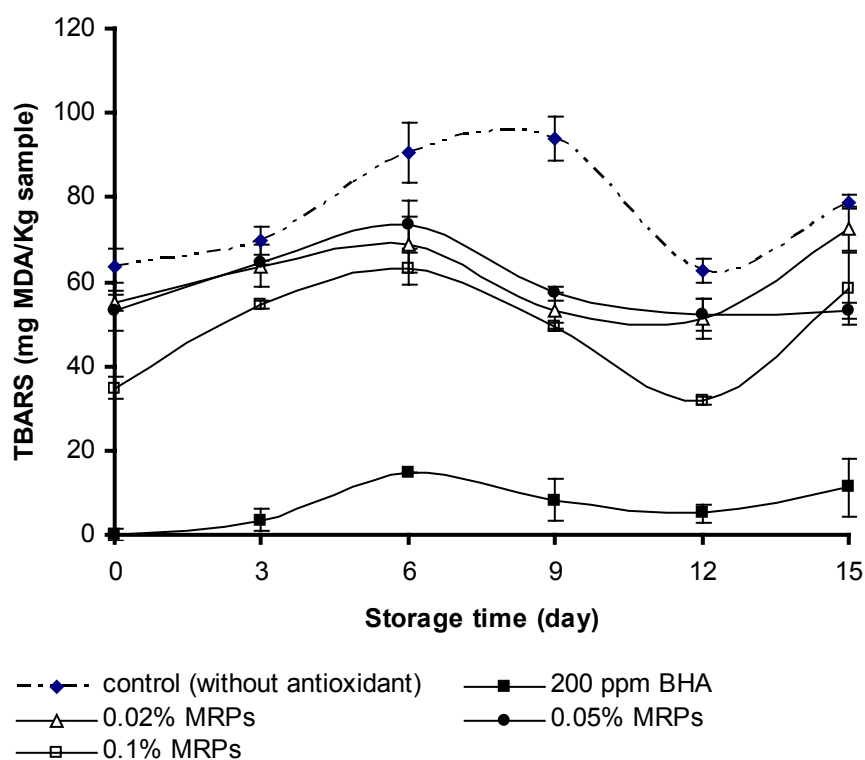 120
100
80
60
40
20
0
TBARS (mg MDA/Kg sample)
0 3 6 9 12 15
Storage time (day)
control (without antioxidant) 200 ppm BHA
0.02% MRPs 0.05% MRPs
0.1% MRPs